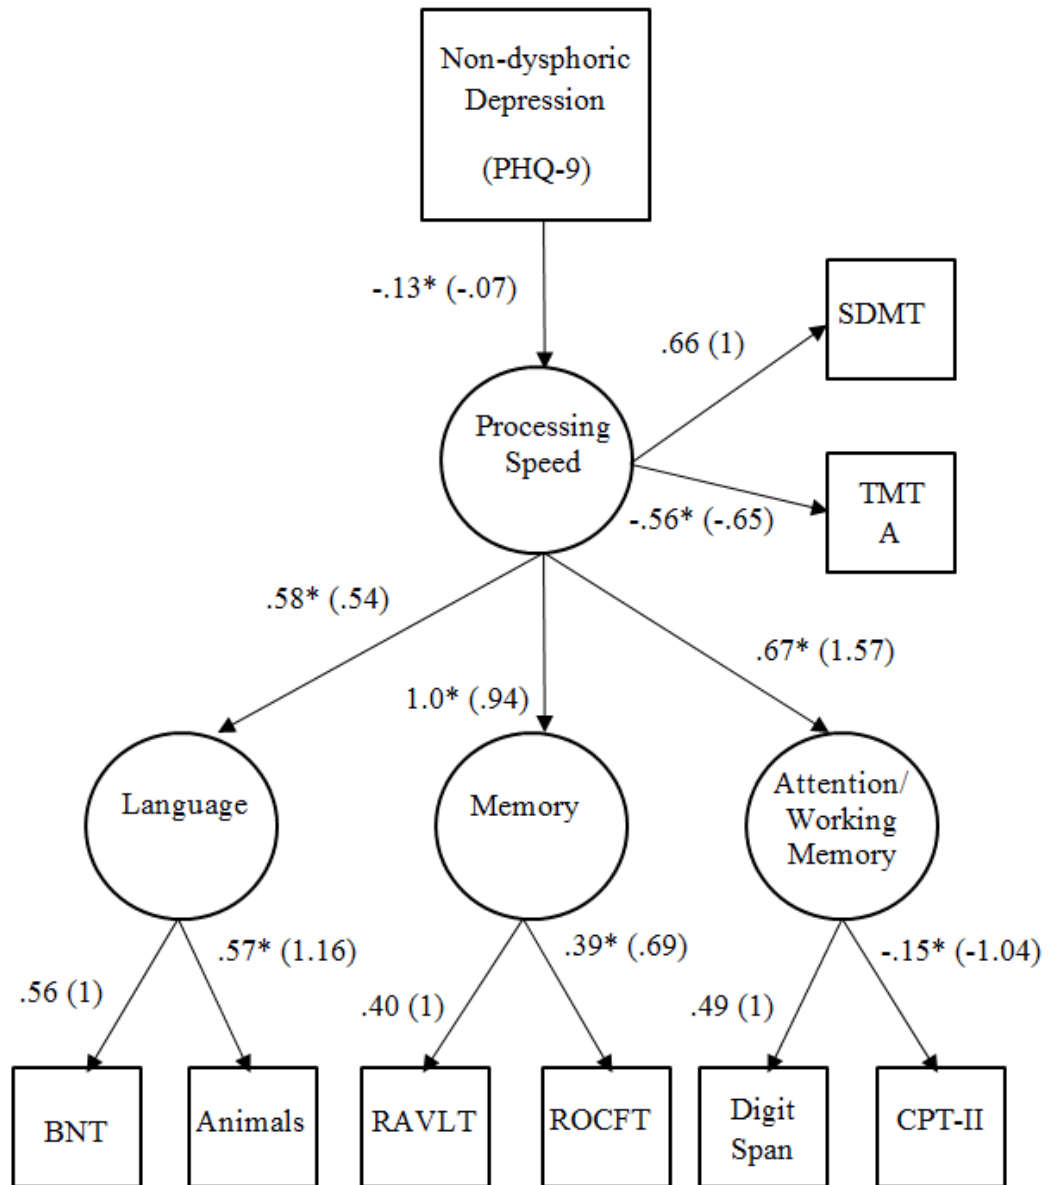 Non-dysphoric
Depression
(PHQ-9)
-.13* (-.07)
SDMT
.66 (1)
Processing
Speed
TMT
A
-.56* (-.65)
.58* (.54)
1.0* (.94)
.67* (1.57)
Language
Memory
Attention/
Working
Memory
.56 (1)
.57* (1.16)
.40 (1)
.39* (.69)
.49 (1)
-.15* (-1.04)
BNT
Animals
RAVLT
ROCFT
Digit
Span
CPT-II